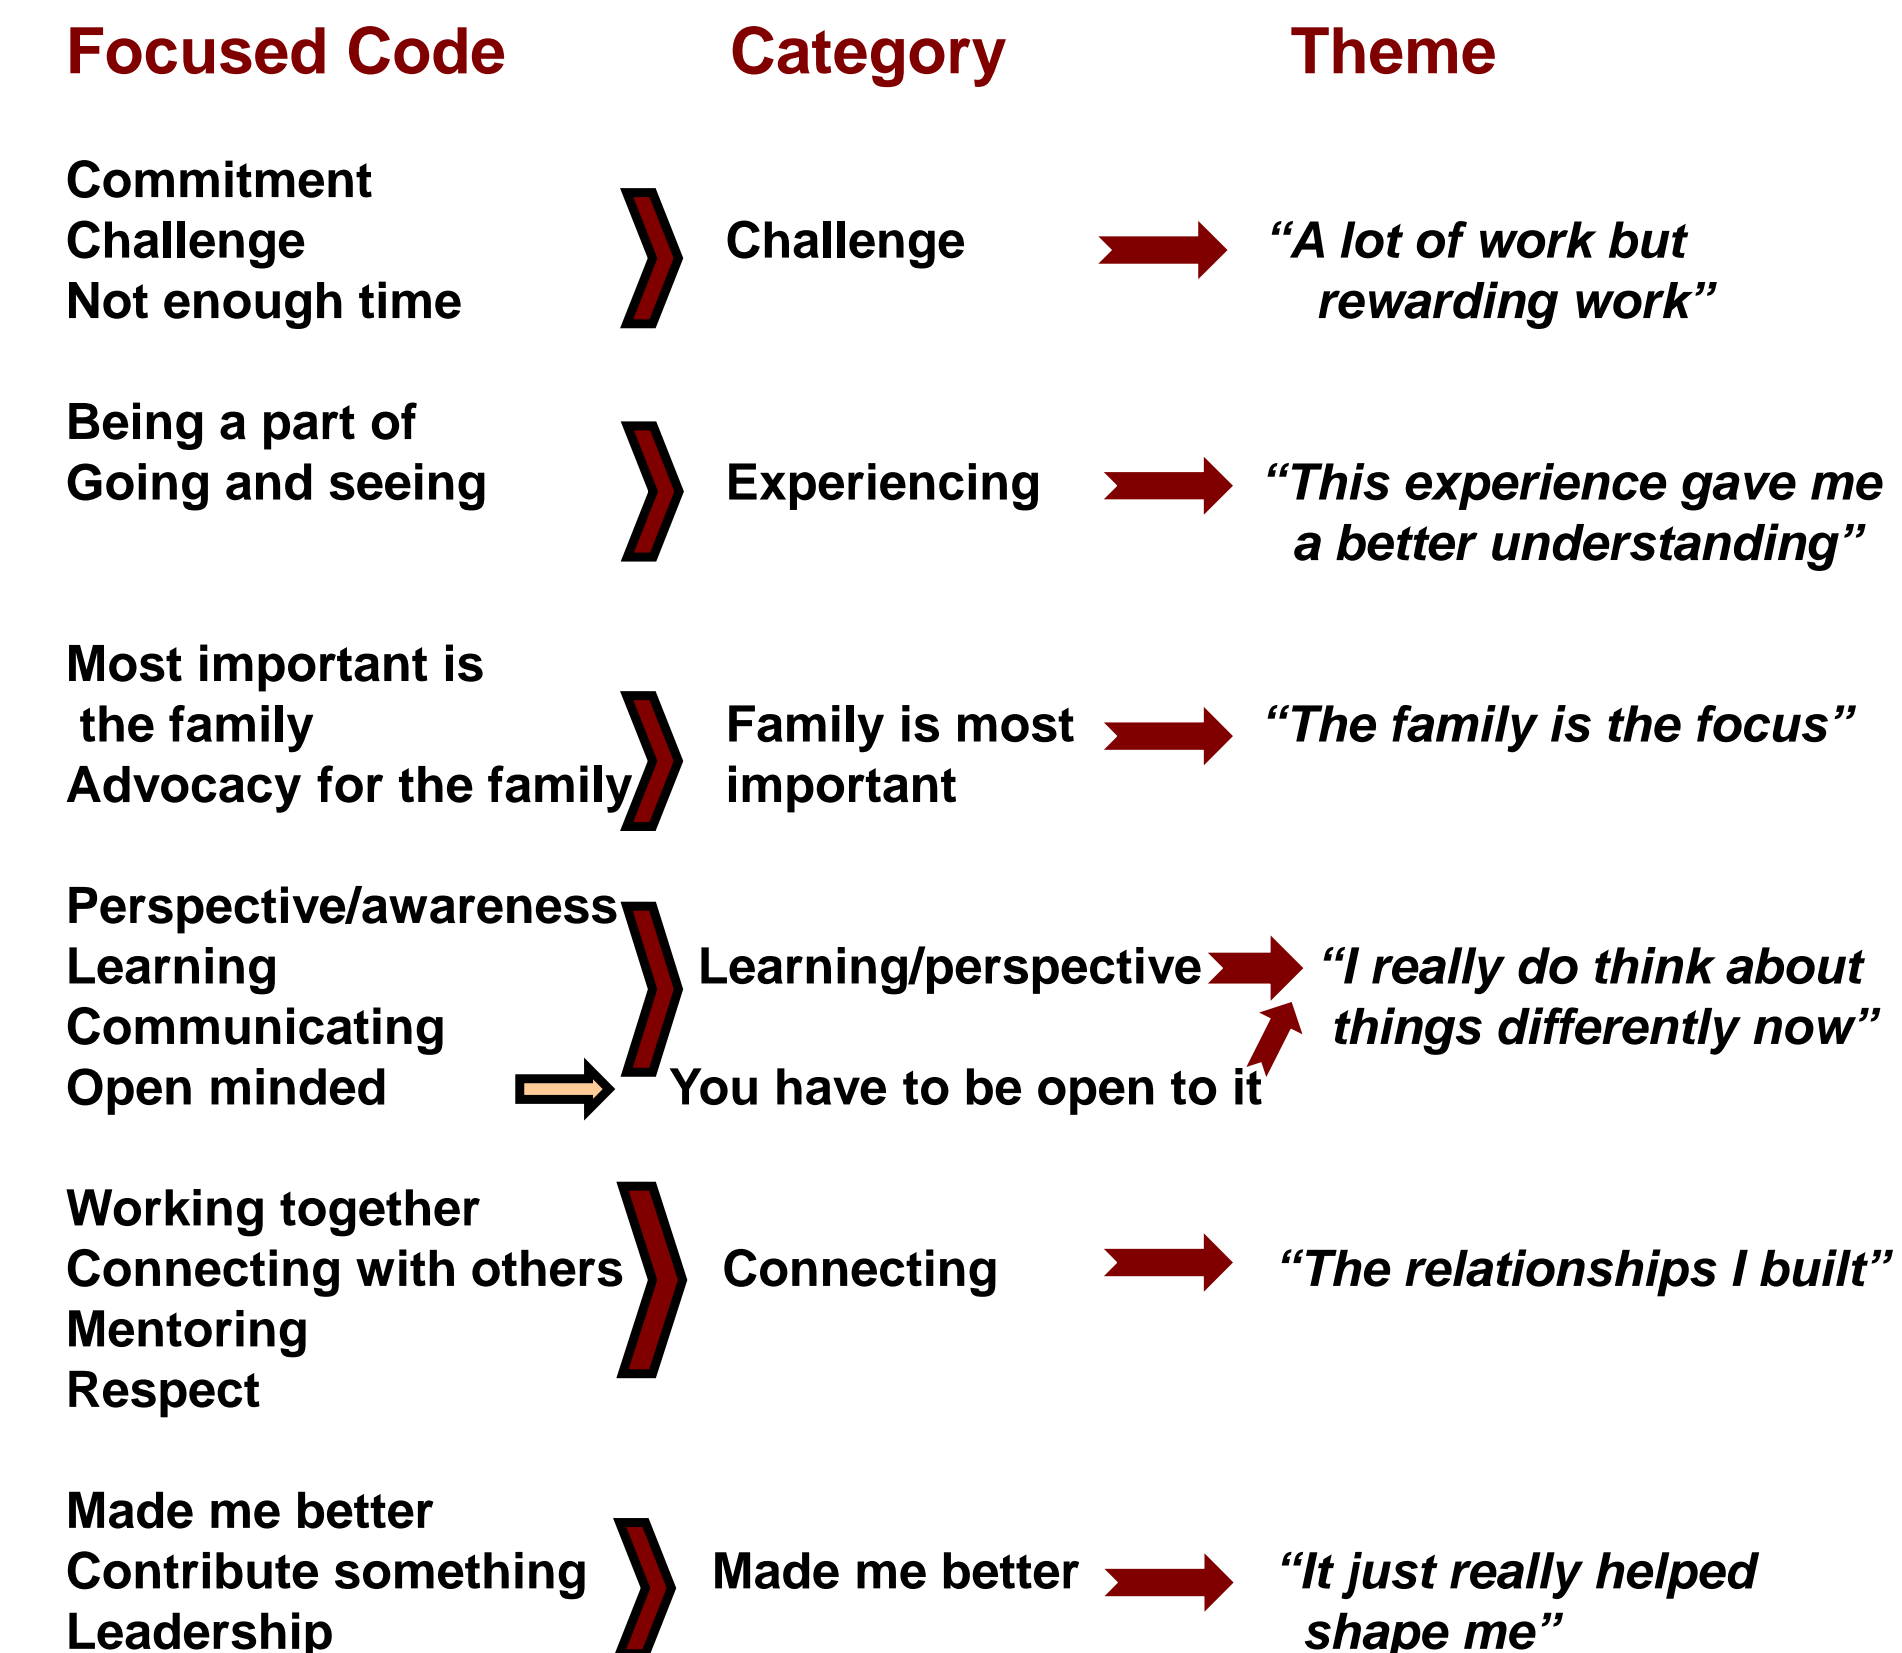 Focused Code Category Theme
Commitment
Challenge Challenge “A lot of work but
Not enough time rewarding work”
Being a part of
Going and seeing Experiencing “This experience gave me
a better understanding”
Most important is
the family Family is most “The family is the focus”
Advocacy for the family important
Perspective/awareness
Learning Learning/perspective “I really do think about
Communicating things differently now”
Open minded You have to be open to it
Working together
Connecting with others Connecting “The relationships I built”
Mentoring
Respect
Made me better
Contribute something Made me better “It just really helped
Leadership shape me”